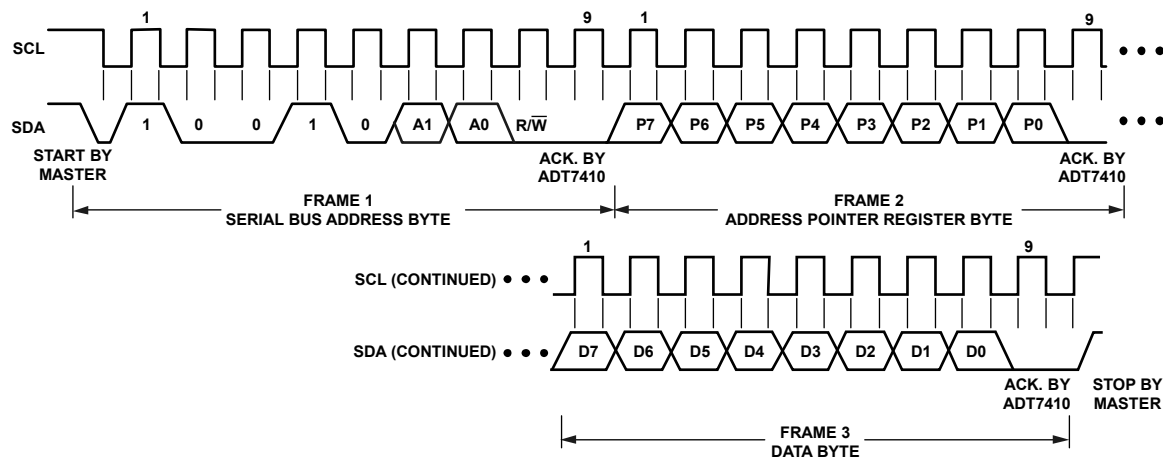 1 9 1 9
SCL
SDA
1 0 0 1 0 A1 A0 R/W̅ P7 P6 P5 P4 P3 P2 P1 P0
START BY
MASTER
ACK. BY
ADT7410
ACK. BY
ADT7410
FRAME 1
SERIAL BUS ADDRESS BYTE
FRAME 2
ADDRESS POINTER REGISTER BYTE
1 9
SCL (CONTINUED)
SDA (CONTINUED)
D7 D6 D5 D4 D3 D2 D1 D0
ACK. BY
ADT7410
STOP BY
MASTER
FRAME 3
DATA BYTE